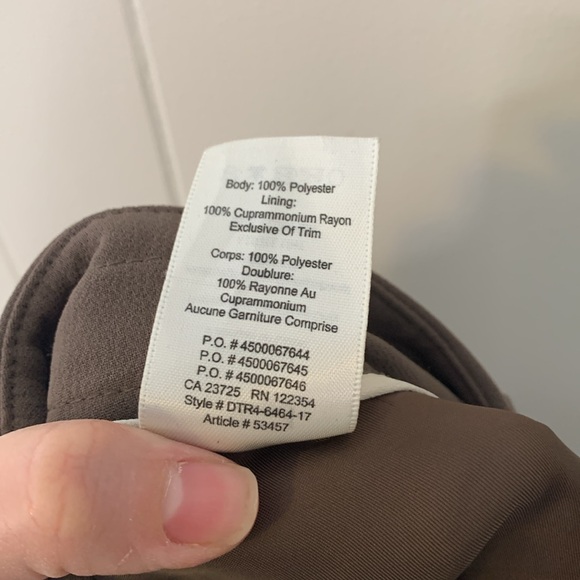 Body: 100% Polyester
Lining:
100% Cuprammonium Rayon
Exclusive Of Trim
Corps: 100% Polyester
Doublure:
100% Rayonne Au
Cuprammonium
Aucune Garniture Comprise
P.O. # 4500067644
P.O. # 4500067645
P.O. # 4500067646
CA 23725 RN 122354
Style # DTR4-6464-17
Article # 53457